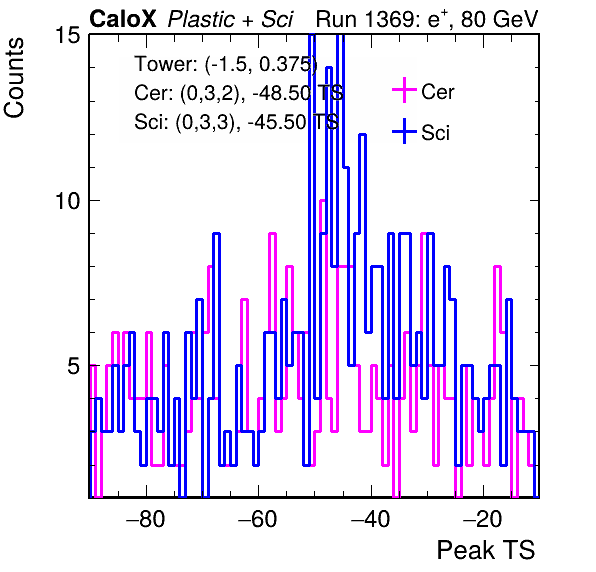 CaloX Plastic + Sci Run 1369: e+, 80 GeV
Counts
15
10
5
Tower: (-1.5, 0.375)
Cer: (0,3,2), -48.50 TS
Sci: (0,3,3), -45.50 TS
Cer
Sci
−80 −60 −40 −20
Peak TS